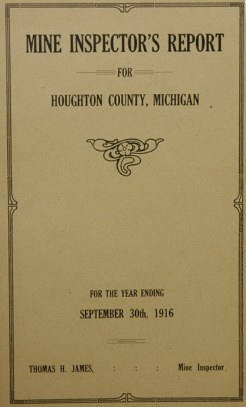 MINE INSPECTOR'S REPORT
FOR
HOUGHTON COUNTY, MICHIGAN
FOR THE YEAR ENDING
SEPTEMBER 30th, 1916
THOMAS H. JAMES, : : : Mine Inspector